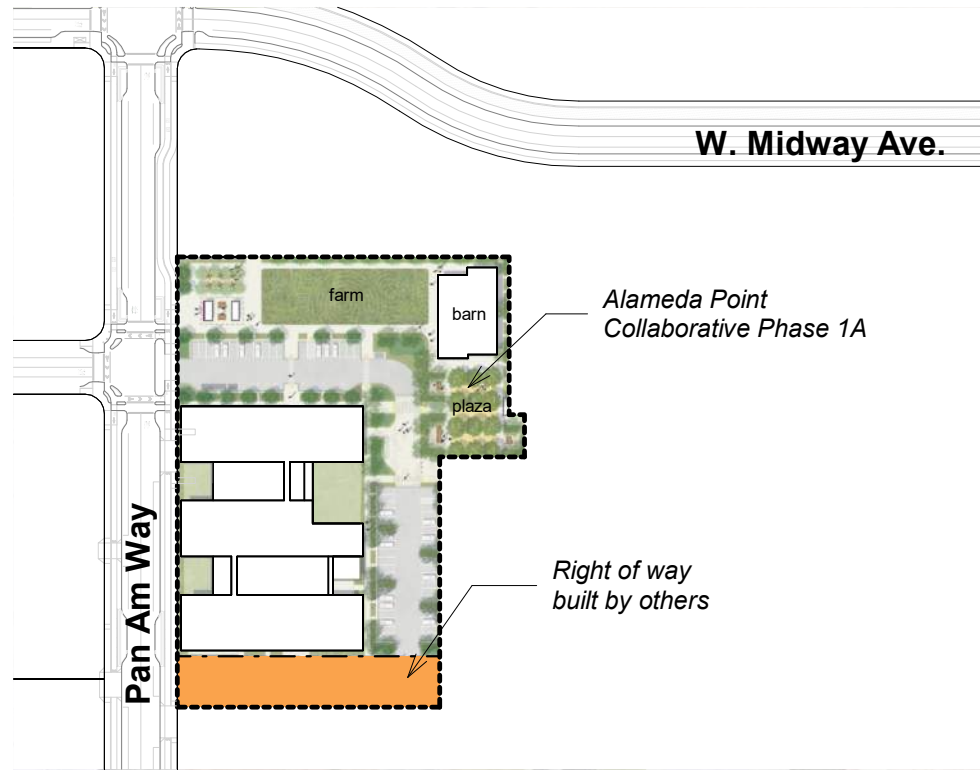 W. Midway Ave.
farm
barn
Alameda Point
Collaborative Phase 1A
plaza
Pan Am Way
Right of way
built by others